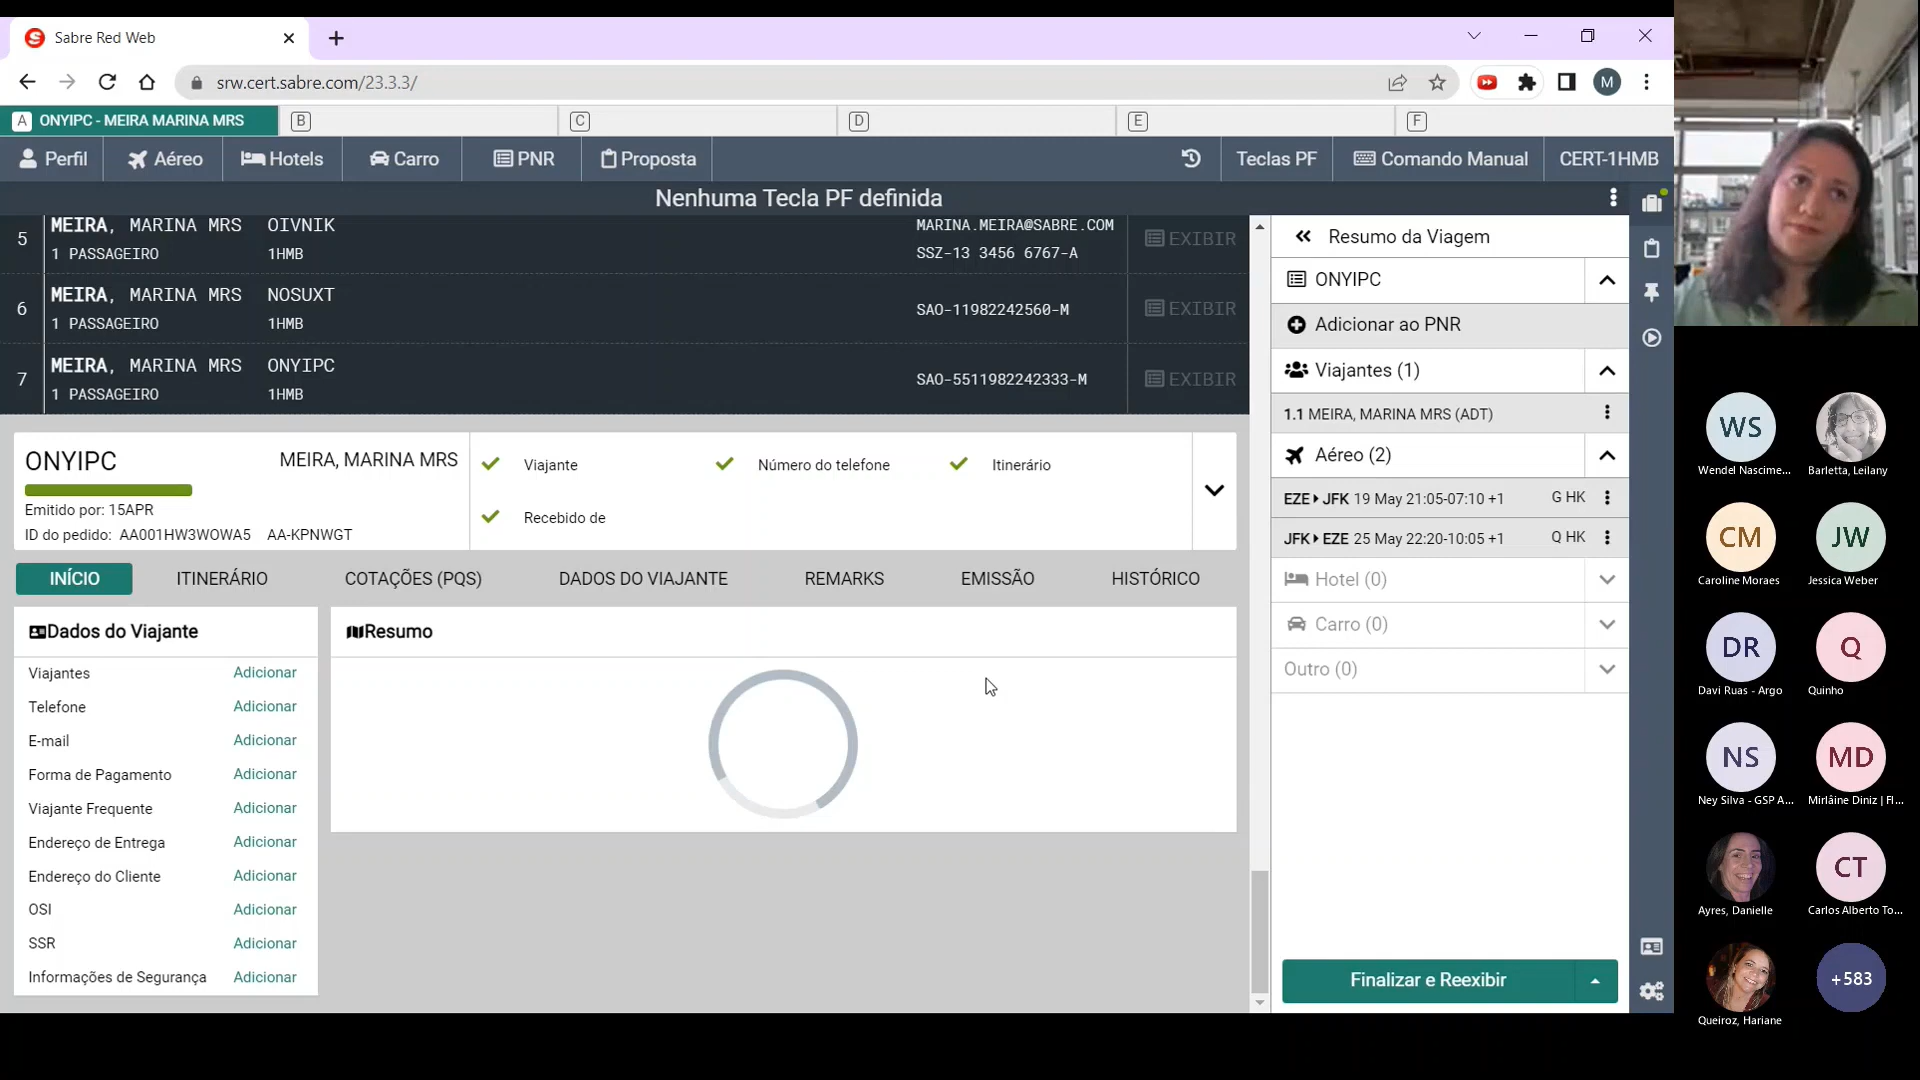 Sabre Red Web
srw.cert.sabre.com/23.3.3/
M
A ONYIPC - MEIRA MARINA MRS
B
C
D
E
F
Perfil
Aéreo
Hotels
Carro
PNR
Proposta
Teclas PF
Comando Manual
CERT-1HMB
Nenhuma Tecla PF definida
5 MEIRA, MARINA MRS OIVNIK MARINA.MEIRA@SABRE.COM EXIBIR
1 PASSAGEIRO 1HMB SSZ-13 3456 6767-A
6 MEIRA, MARINA MRS NOSUXT SAO-11982242560-M EXIBIR
1 PASSAGEIRO 1HMB
7 MEIRA, MARINA MRS ONYIPC SAO-5511982242333-M EXIBIR
1 PASSAGEIRO 1HMB
ONYIPC MEIRA, MARINA MRS
Emitido por: 15APR
ID do pedido: AA001HW3WOWA5 AA-KPNWGT
Viajante
Número do telefone
Itinerário
Recebido de
INÍCIO
ITINERÁRIO
COTAÇÕES (PQS)
DADOS DO VIAJANTE
REMARKS
EMISSÃO
HISTÓRICO
Dados do Viajante
Viajantes Adicionar
Telefone Adicionar
E-mail Adicionar
Forma de Pagamento Adicionar
Viajante Frequente Adicionar
Endereço de Entrega Adicionar
Endereço do Cliente Adicionar
OSI Adicionar
SSR Adicionar
Informações de Segurança Adicionar
Resumo
Resumo da Viagem
ONYIPC
Adicionar ao PNR
Viajantes (1)
1.1 MEIRA, MARINA MRS (ADT)
Aéreo (2)
EZE JFK 19 May 21:05-07:10 +1 G HK
JFK EZE 25 May 22:20-10:05 +1 Q HK
Hotel (0)
Carro (0)
Outro (0)
Finalizar e Reexibir
WS
Wendel Nascime...
Barletta, Leilany
CM
Caroline Moraes
JW
Jessica Weber
DR
Davi Ruas - Argo
Q
Quinho
NS
Ney Silva - GSP A...
MD
Mirláine Diniz | Fl...
Ayres, Danielle
CT
Carlos Alberto To...
Queiroz, Hariane
+583